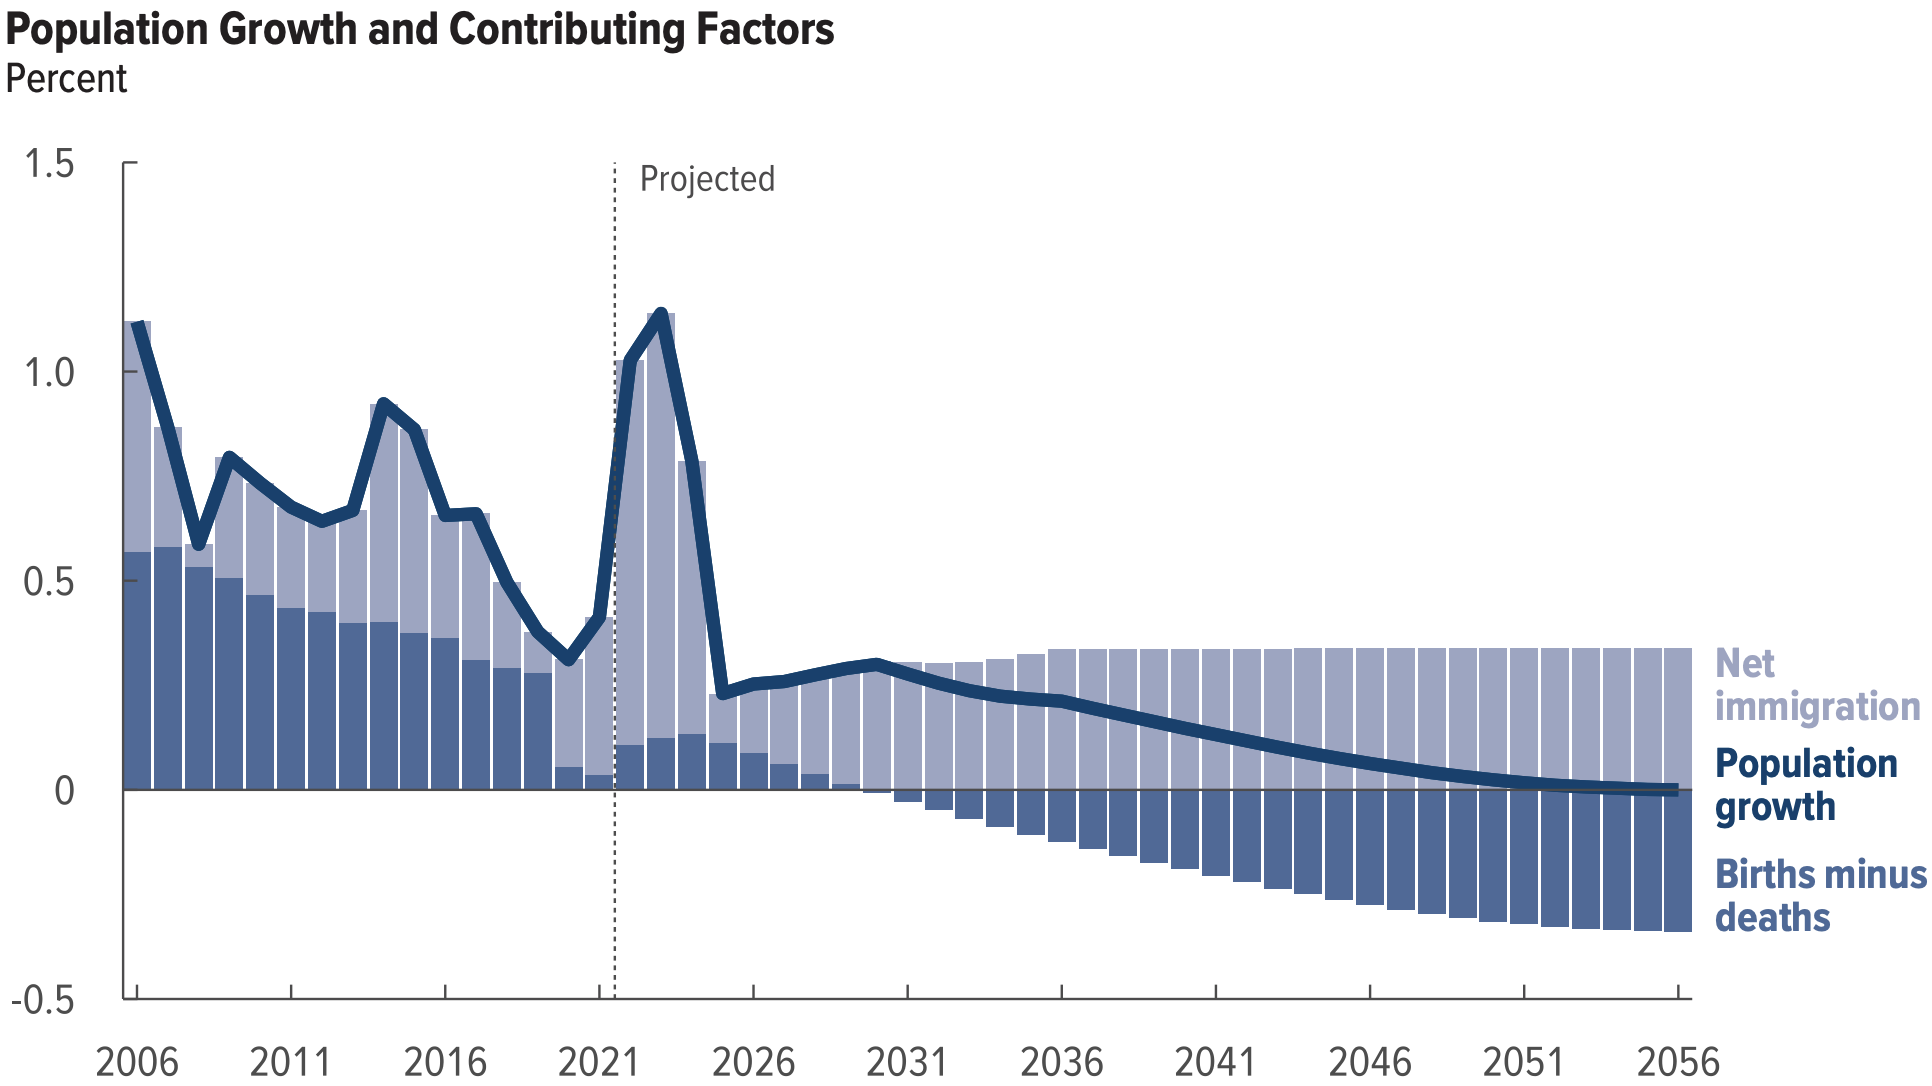 Population Growth and Contributing Factors
Percent
1.5
Projected
1.0
0.5
0
-0.5
Net
immigration
Population
growth
Births minus
deaths
2006 2011 2016 2021 2026 2031 2036 2041 2046 2051 2056